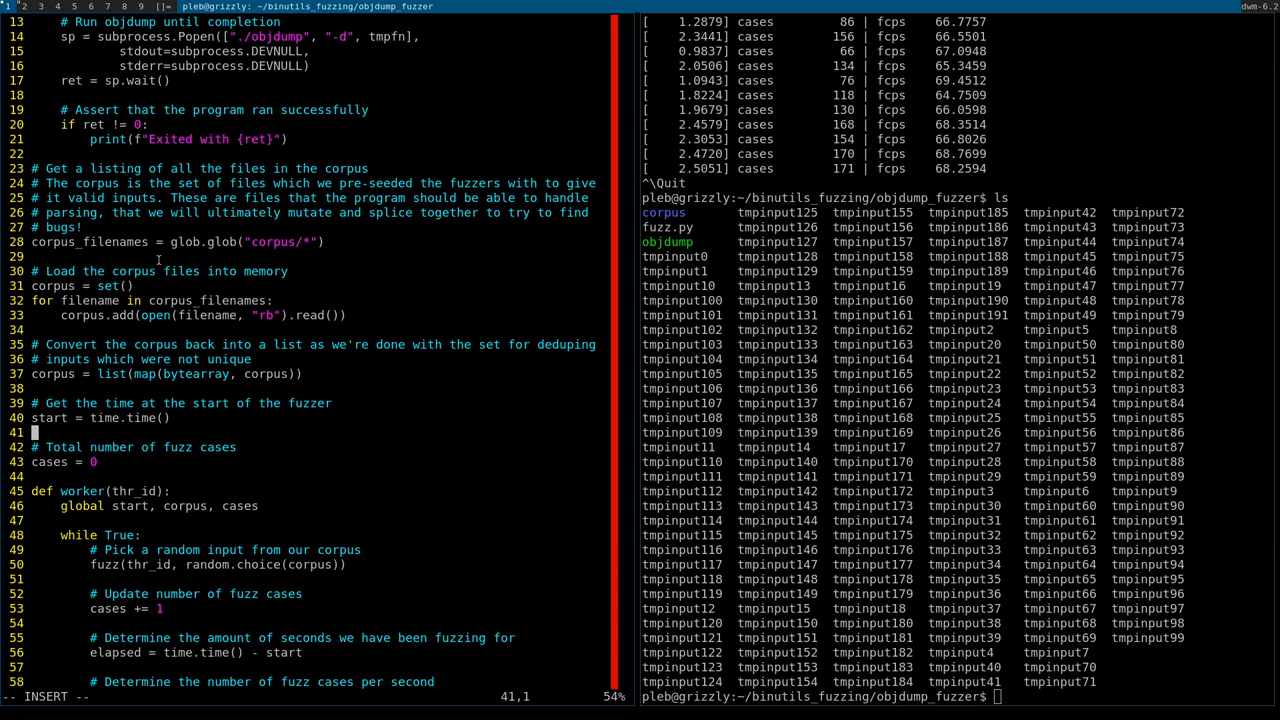 1 2 3 4 5 6 7 8 9 []= pleb@grizzly: ~/binutils_fuzzing/objdump_fuzzer dwm-6.2
13     # Run objdump until completion
14     sp = subprocess.Popen(["./objdump", "-d", tmpfn],
15             stdout=subprocess.DEVNULL,
16             stderr=subprocess.DEVNULL)
17     ret = sp.wait()
18
19     # Assert that the program ran successfully
20     if ret != 0:
21         print(f"Exited with {ret}")
22
23 # Get a listing of all the files in the corpus
24 # The corpus is the set of files which we pre-seeded the fuzzers with to give
25 # it valid inputs. These are files that the program should be able to handle
26 # parsing, that we will ultimately mutate and splice together to try to find
27 # bugs!
28 corpus_filenames = glob.glob("corpus/*")
29
30 # Load the corpus files into memory
31 corpus = set()
32 for filename in corpus_filenames:
33     corpus.add(open(filename, "rb").read())
34
35 # Convert the corpus back into a list as we're done with the set for deduping
36 # inputs which were not unique
37 corpus = list(map(bytearray, corpus))
38
39 # Get the time at the start of the fuzzer
40 start = time.time()
41
42 # Total number of fuzz cases
43 cases = 0
44
45 def worker(thr_id):
46     global start, corpus, cases
47
48     while True:
49         # Pick a random input from our corpus
50         fuzz(thr_id, random.choice(corpus))
51
52         # Update number of fuzz cases
53         cases += 1
54
55         # Determine the amount of seconds we have been fuzzing for
56         elapsed = time.time() - start
57
58         # Determine the number of fuzz cases per second
-- INSERT -- 41,1 54%
[    1.2879] cases      86 | fcps    66.7757
[    2.3441] cases     156 | fcps    66.5501
[    0.9837] cases      66 | fcps    67.0948
[    2.0506] cases     134 | fcps    65.3459
[    1.0943] cases      76 | fcps    69.4512
[    1.8224] cases     118 | fcps    64.7509
[    1.9679] cases     130 | fcps    66.0598
[    2.4579] cases     168 | fcps    68.3514
[    2.3053] cases     154 | fcps    66.8026
[    2.4720] cases     170 | fcps    68.7699
[    2.5051] cases     171 | fcps    68.2594
^\Quit
pleb@grizzly:~/binutils_fuzzing/objdump_fuzzer$ ls
corpus tmpinput125 tmpinput155 tmpinput185 tmpinput42 tmpinput72
fuzz.py tmpinput126 tmpinput156 tmpinput186 tmpinput43 tmpinput73
objdump tmpinput127 tmpinput157 tmpinput187 tmpinput44 tmpinput74
tmpinput0 tmpinput128 tmpinput158 tmpinput188 tmpinput45 tmpinput75
tmpinput1 tmpinput129 tmpinput159 tmpinput189 tmpinput46 tmpinput76
tmpinput10 tmpinput13 tmpinput16 tmpinput19 tmpinput47 tmpinput77
tmpinput100 tmpinput130 tmpinput160 tmpinput190 tmpinput48 tmpinput78
tmpinput101 tmpinput131 tmpinput161 tmpinput191 tmpinput49 tmpinput79
tmpinput102 tmpinput132 tmpinput162 tmpinput2 tmpinput5 tmpinput8
tmpinput103 tmpinput133 tmpinput163 tmpinput20 tmpinput50 tmpinput80
tmpinput104 tmpinput134 tmpinput164 tmpinput21 tmpinput51 tmpinput81
tmpinput105 tmpinput135 tmpinput165 tmpinput22 tmpinput52 tmpinput82
tmpinput106 tmpinput136 tmpinput166 tmpinput23 tmpinput53 tmpinput83
tmpinput107 tmpinput137 tmpinput167 tmpinput24 tmpinput54 tmpinput84
tmpinput108 tmpinput138 tmpinput168 tmpinput25 tmpinput55 tmpinput85
tmpinput109 tmpinput139 tmpinput169 tmpinput26 tmpinput56 tmpinput86
tmpinput11 tmpinput14 tmpinput17 tmpinput27 tmpinput57 tmpinput87
tmpinput110 tmpinput140 tmpinput170 tmpinput28 tmpinput58 tmpinput88
tmpinput111 tmpinput141 tmpinput171 tmpinput29 tmpinput59 tmpinput89
tmpinput112 tmpinput142 tmpinput172 tmpinput3 tmpinput6 tmpinput9
tmpinput113 tmpinput143 tmpinput173 tmpinput30 tmpinput60 tmpinput90
tmpinput114 tmpinput144 tmpinput174 tmpinput31 tmpinput61 tmpinput91
tmpinput115 tmpinput145 tmpinput175 tmpinput32 tmpinput62 tmpinput92
tmpinput116 tmpinput146 tmpinput176 tmpinput33 tmpinput63 tmpinput93
tmpinput117 tmpinput147 tmpinput177 tmpinput34 tmpinput64 tmpinput94
tmpinput118 tmpinput148 tmpinput178 tmpinput35 tmpinput65 tmpinput95
tmpinput119 tmpinput149 tmpinput179 tmpinput36 tmpinput66 tmpinput96
tmpinput12 tmpinput15 tmpinput18 tmpinput37 tmpinput67 tmpinput97
tmpinput120 tmpinput150 tmpinput180 tmpinput38 tmpinput68 tmpinput98
tmpinput121 tmpinput151 tmpinput181 tmpinput39 tmpinput69 tmpinput99
tmpinput122 tmpinput152 tmpinput182 tmpinput4 tmpinput7
tmpinput123 tmpinput153 tmpinput183 tmpinput40 tmpinput70
tmpinput124 tmpinput154 tmpinput184 tmpinput41 tmpinput71
pleb@grizzly:~/binutils_fuzzing/objdump_fuzzer$